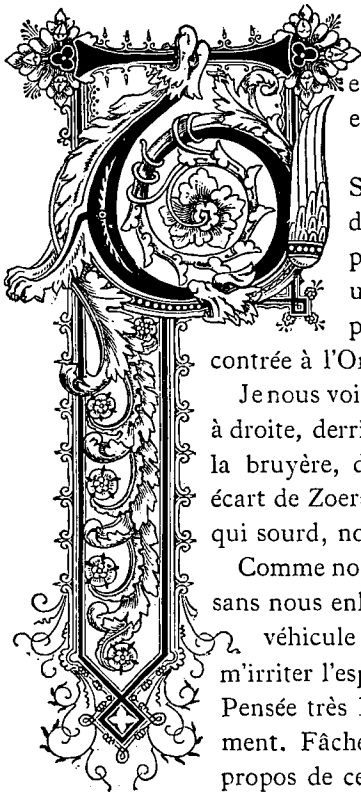 e
e
S
d
p
u
p
contrée à l'Or
Je nous voi
à droite, derri
la bruyère, d
écart de Zoer
qui sourd, no
Comme no
sans nous enl
véhicule
m'irriter l'esp
Pensée très
ment. Fâche
propos de ce